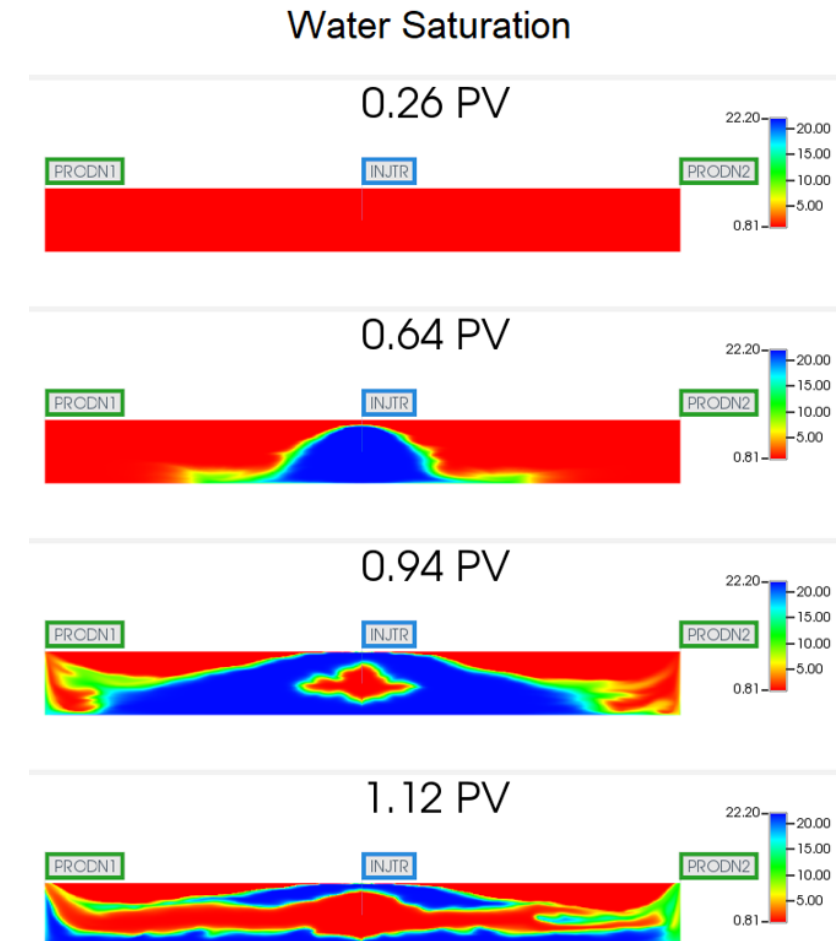 Water Saturation
0.26 PV
22.20
20.00
15.00
10.00
5.00
0.81
PRODN1
INJTR
PRODN2
0.64 PV
22.20
20.00
15.00
10.00
5.00
0.81
PRODN1
INJTR
PRODN2
0.94 PV
22.20
20.00
15.00
10.00
5.00
0.81
PRODN1
INJTR
PRODN2
1.12 PV
22.20
20.00
15.00
10.00
5.00
0.81
PRODN1
INJTR
PRODN2